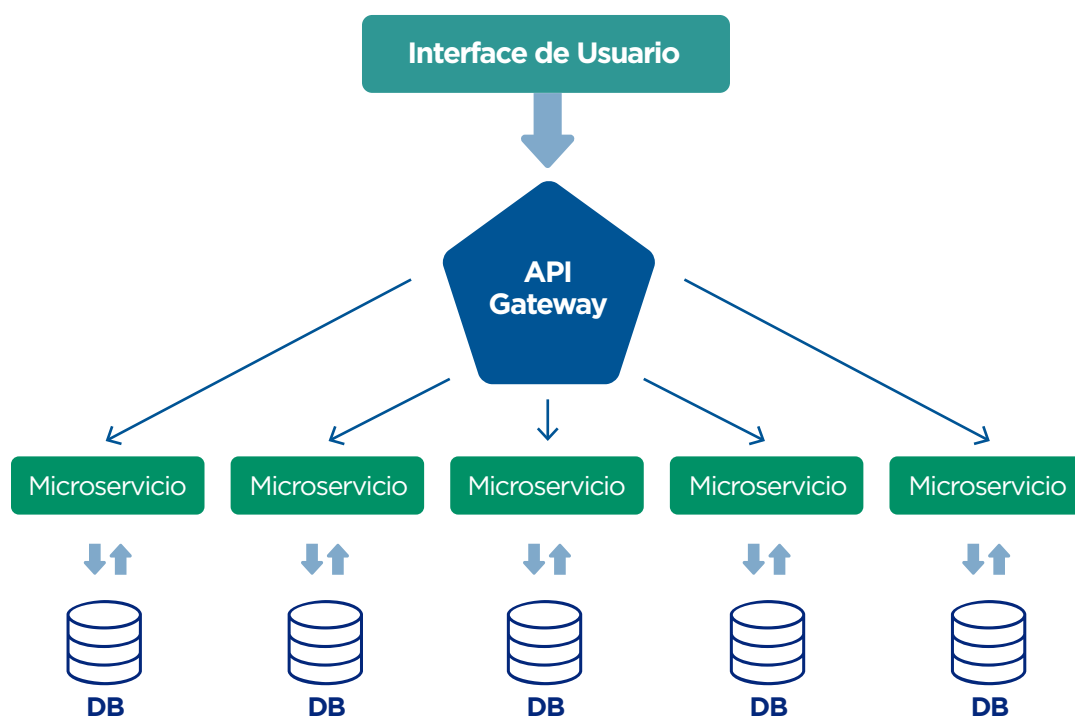 Interface de Usuario
API
Gateway
Microservicio
Microservicio
Microservicio
Microservicio
Microservicio
DB
DB
DB
DB
DB